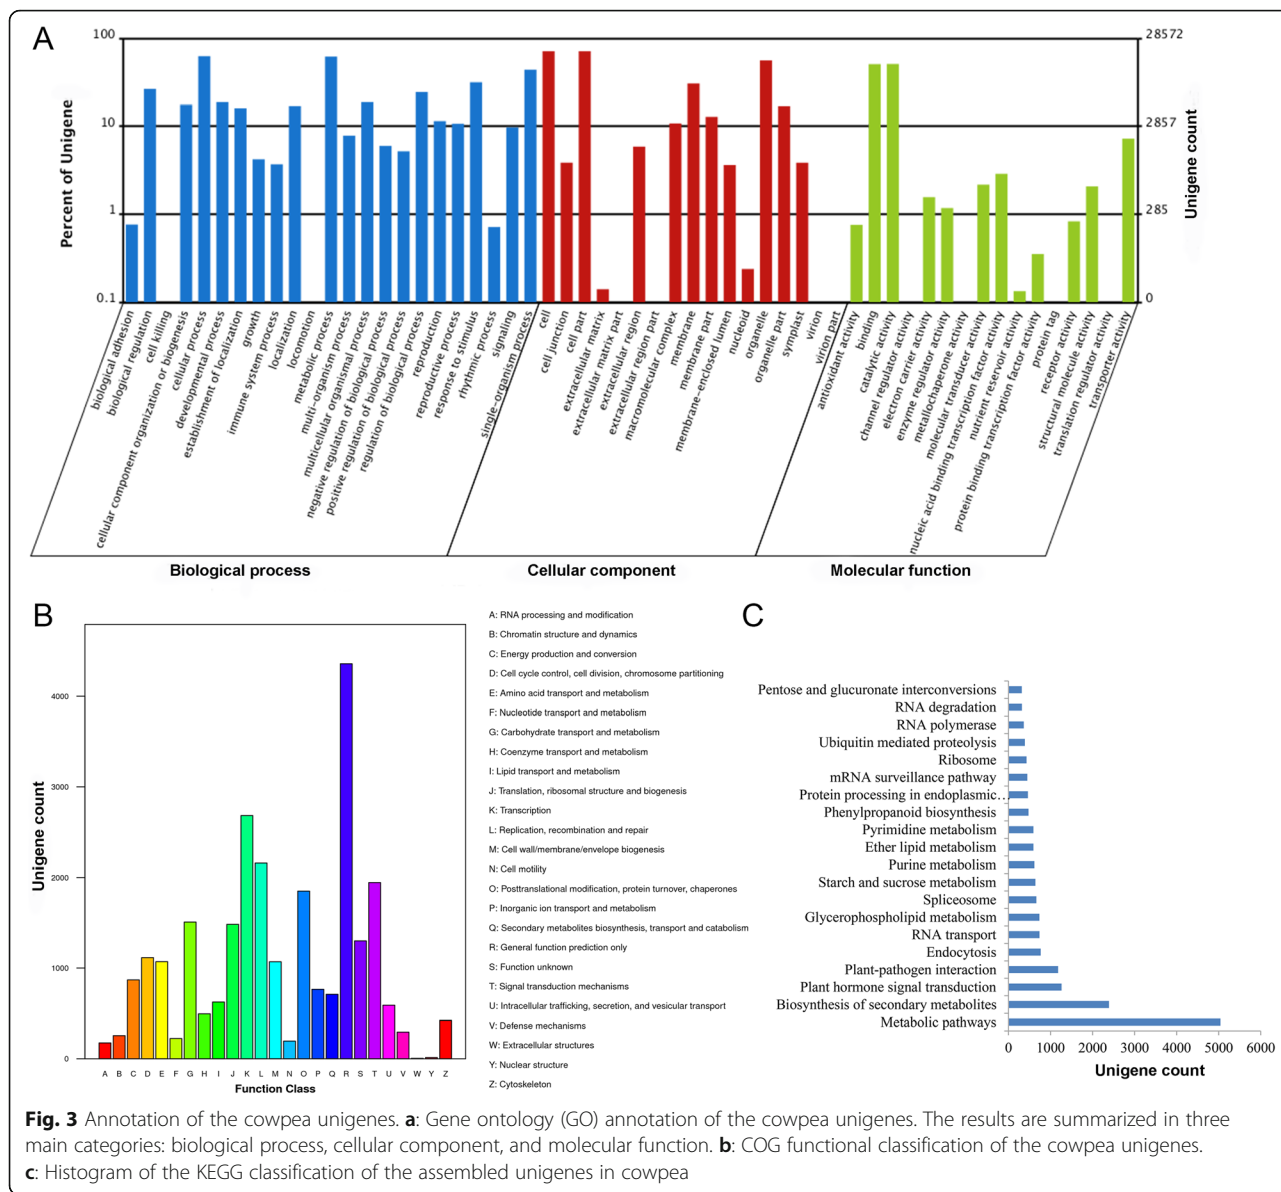 A
100
10
1
0.1
Percent of Unigene
28572
2857
285
0
Unigene count
biological adhesion
biological regulation
cell killing
cellular component organization or biogenesis
cellular process
developmental process
establishment of localization
growth
immune system process
localization
locomotion
metabolic process
multi-organism process
multicellular organismal process
negative regulation of biological process
positive regulation of biological process
regulation of biological process
reproduction
reproductive process
response to stimulus
rhythmic process
signaling
single-organism process
cell
cell junction
cell part
extracellular matrix
extracellular matrix part
extracellular region
extracellular region part
macromolecular complex
membrane
membrane part
membrane-enclosed lumen
nucleoid
organelle
organelle part
symplast
virion
virion part
antioxidant activity
binding
catalytic activity
channel regulator activity
electron carrier activity
enzyme regulator activity
metallochaperone activity
molecular transducer activity
nucleic acid binding transcription factor activity
nutrient reservoir activity
protein binding transcription factor activity
protein tag
receptor activity
structural molecule activity
translation regulator activity
transporter activity
Biological process
Cellular component
Molecular function
B
Unigene count
4000
3000
2000
1000
0
A B C D E F G H I J K L M N O P Q R S T U V W Y Z
Function Class
A: RNA processing and modification
B: Chromatin structure and dynamics
C: Energy production and conversion
D: Cell cycle control, cell division, chromosome partitioning
E: Amino acid transport and metabolism
F: Nucleotide transport and metabolism
G: Carbohydrate transport and metabolism
H: Coenzyme transport and metabolism
I: Lipid transport and metabolism
J: Translation, ribosomal structure and biogenesis
K: Transcription
L: Replication, recombination and repair
M: Cell wall/membrane/envelope biogenesis
N: Cell motility
O: Posttranslational modification, protein turnover, chaperones
P: Inorganic ion transport and metabolism
Q: Secondary metabolites biosynthesis, transport and catabolism
R: General function prediction only
S: Function unknown
T: Signal transduction mechanisms
U: Intracellular trafficking, secretion, and vesicular transport
V: Defense mechanisms
W: Extracellular structures
Y: Nuclear structure
Z: Cytoskeleton
C
Pentose and glucuronate interconversions
RNA degradation
RNA polymerase
Ubiquitin mediated proteolysis
Ribosome
mRNA surveillance pathway
Protein processing in endoplasmic…
Phenylpropanoid biosynthesis
Pyrimidine metabolism
Ether lipid metabolism
Purine metabolism
Starch and sucrose metabolism
Spliceosome
Glycerophospholipid metabolism
RNA transport
Endocytosis
Plant-pathogen interaction
Plant hormone signal transduction
Biosynthesis of secondary metabolites
Metabolic pathways
0 1000 2000 3000 4000 5000 6000
Unigene count
Fig. 3 Annotation of the cowpea unigenes. a: Gene ontology (GO) annotation of the cowpea unigenes. The results are summarized in three
main categories: biological process, cellular component, and molecular function. b: COG functional classification of the cowpea unigenes.
c: Histogram of the KEGG classification of the assembled unigenes in cowpea